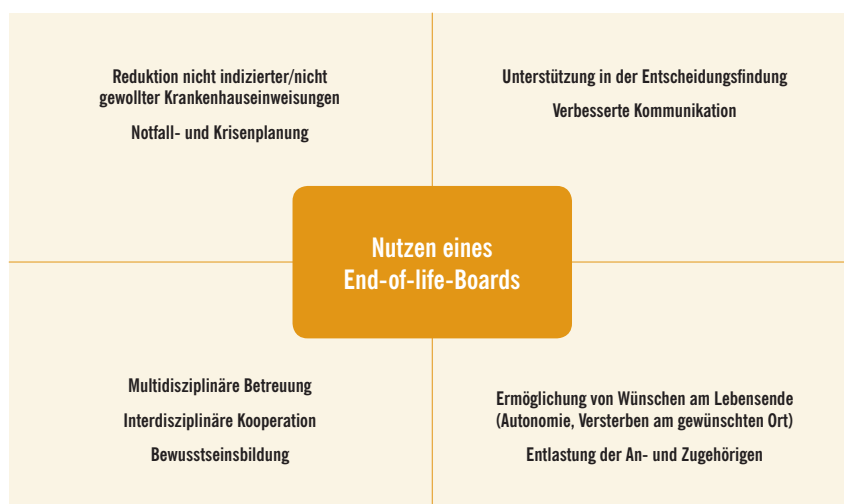 Reduktion nicht indizierter/nicht
gewollter Krankenhauseinweisungen
Notfall- und Krisenplanung
Unterstützung in der Entscheidungsfindung
Verbesserte Kommunikation
Nutzen eines
End-of-life-Boards
Multidisziplinäre Betreuung
Interdisziplinäre Kooperation
Bewusstseinsbildung
Ermöglichung von Wünschen am Lebensende
(Autonomie, Versterben am gewünschten Ort)
Entlastung der An- und Zugehörigen